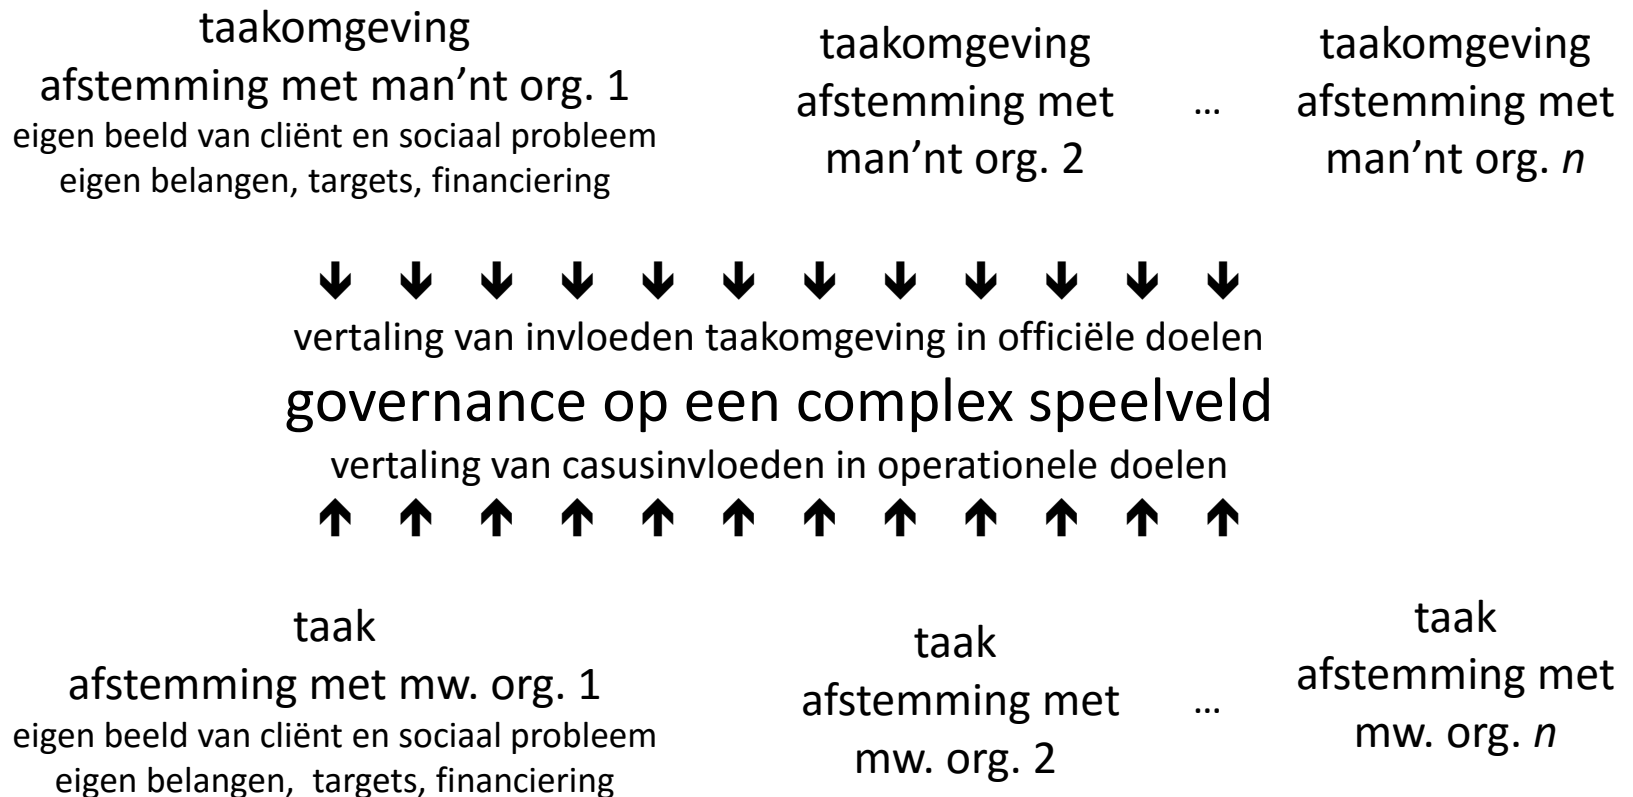 taakomgeving
afstemming met man’nt org. 1
eigen beeld van cliënt en sociaal probleem
eigen belangen, targets, financiering
taakomgeving
afstemming met
man’nt org. 2
...
taakomgeving
afstemming met
man’nt org. n
vertaling van invloeden taakomgeving in officiële doelen
governance op een complex speelveld
vertaling van casusinvloeden in operationele doelen
taak
afstemming met mw. org. 1
eigen beeld van cliënt en sociaal probleem
eigen belangen,  targets, financiering
taak
afstemming met
mw. org. 2
...
taak
afstemming met
mw. org. n